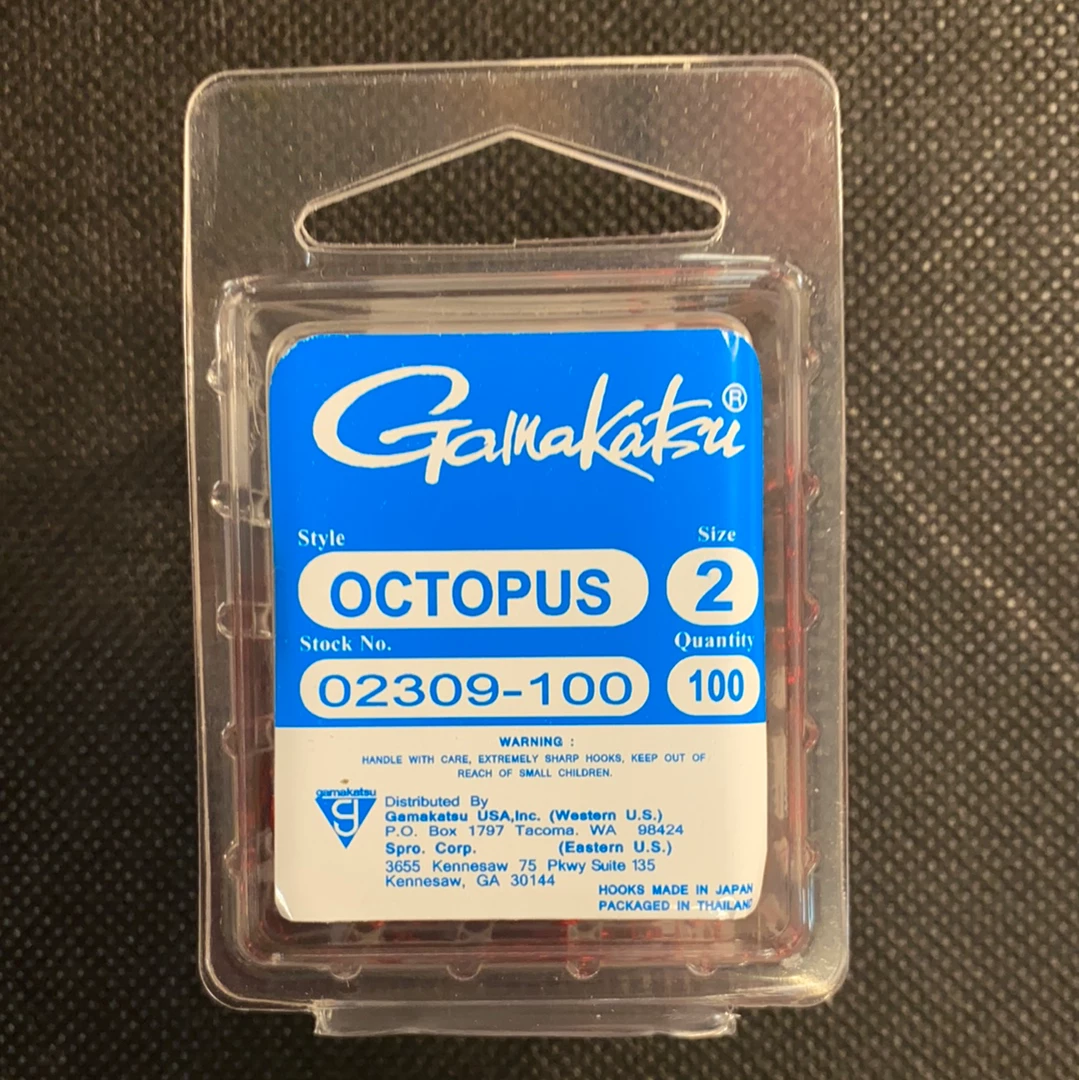 Gamakatsu®
Style Size
OCTOPUS 2
Stock No. Quantity
02309-100 100
WARNING :
HANDLE WITH CARE, EXTREMELY SHARP HOOKS, KEEP OUT OF
REACH OF SMALL CHILDREN.
gamakatsu
g
Distributed By
Gamakatsu USA,Inc. (Western U.S.)
P.O. Box 1797 Tacoma. WA 98424
Spro. Corp. (Eastern U.S.)
3655 Kennesaw 75 Pkwy Suite 135
Kennesaw, GA 30144
HOOKS MADE IN JAPAN
PACKAGED IN THAILAND